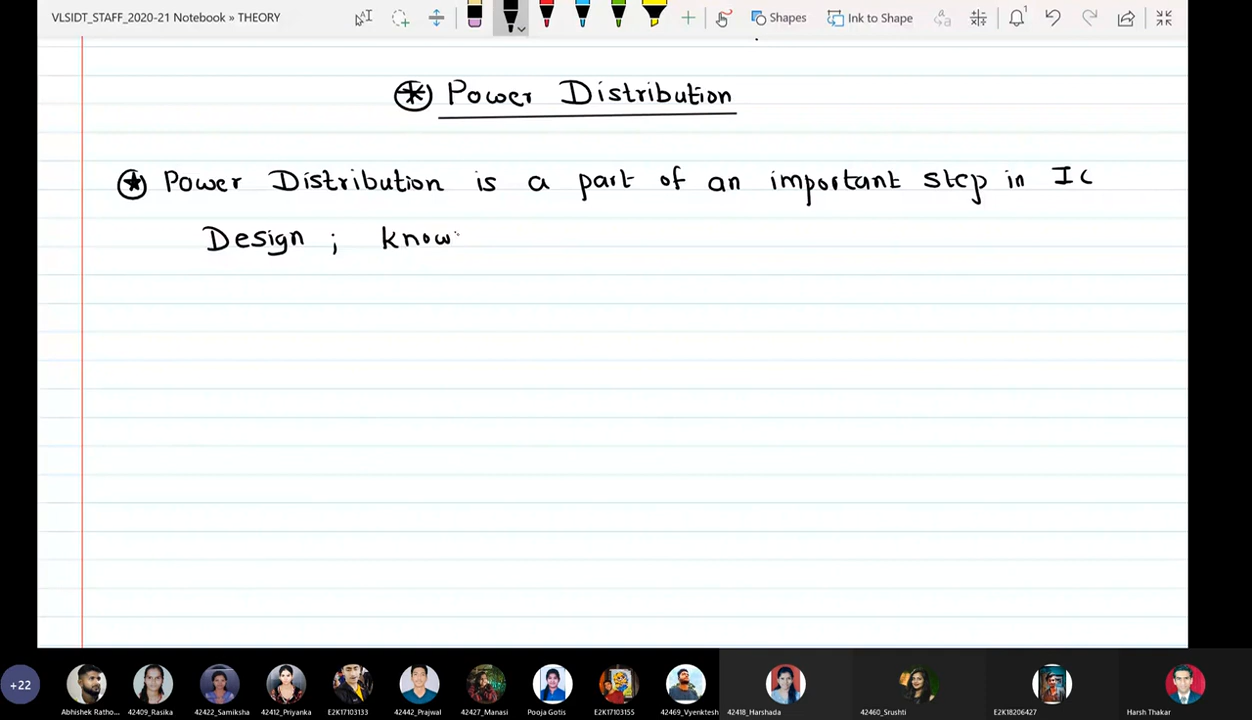 VLSIDT_STAFF_2020-21 Notebook » THEORY
Shapes
Ink to Shape
Power Distribution
Power Distribution is a part of an important step in IC
Design ; know
+22
Abhishek Ratho...
42409_Rasika
42422_Samiksha
42412_Priyanka
E2K17103133
42442_Prajwal
42427_Manasi
Pooja Gotis
E2K17103155
42469_Vyenktesh
42418_Harshada
42460_Srushti
E2K18206427
Harsh Thakar